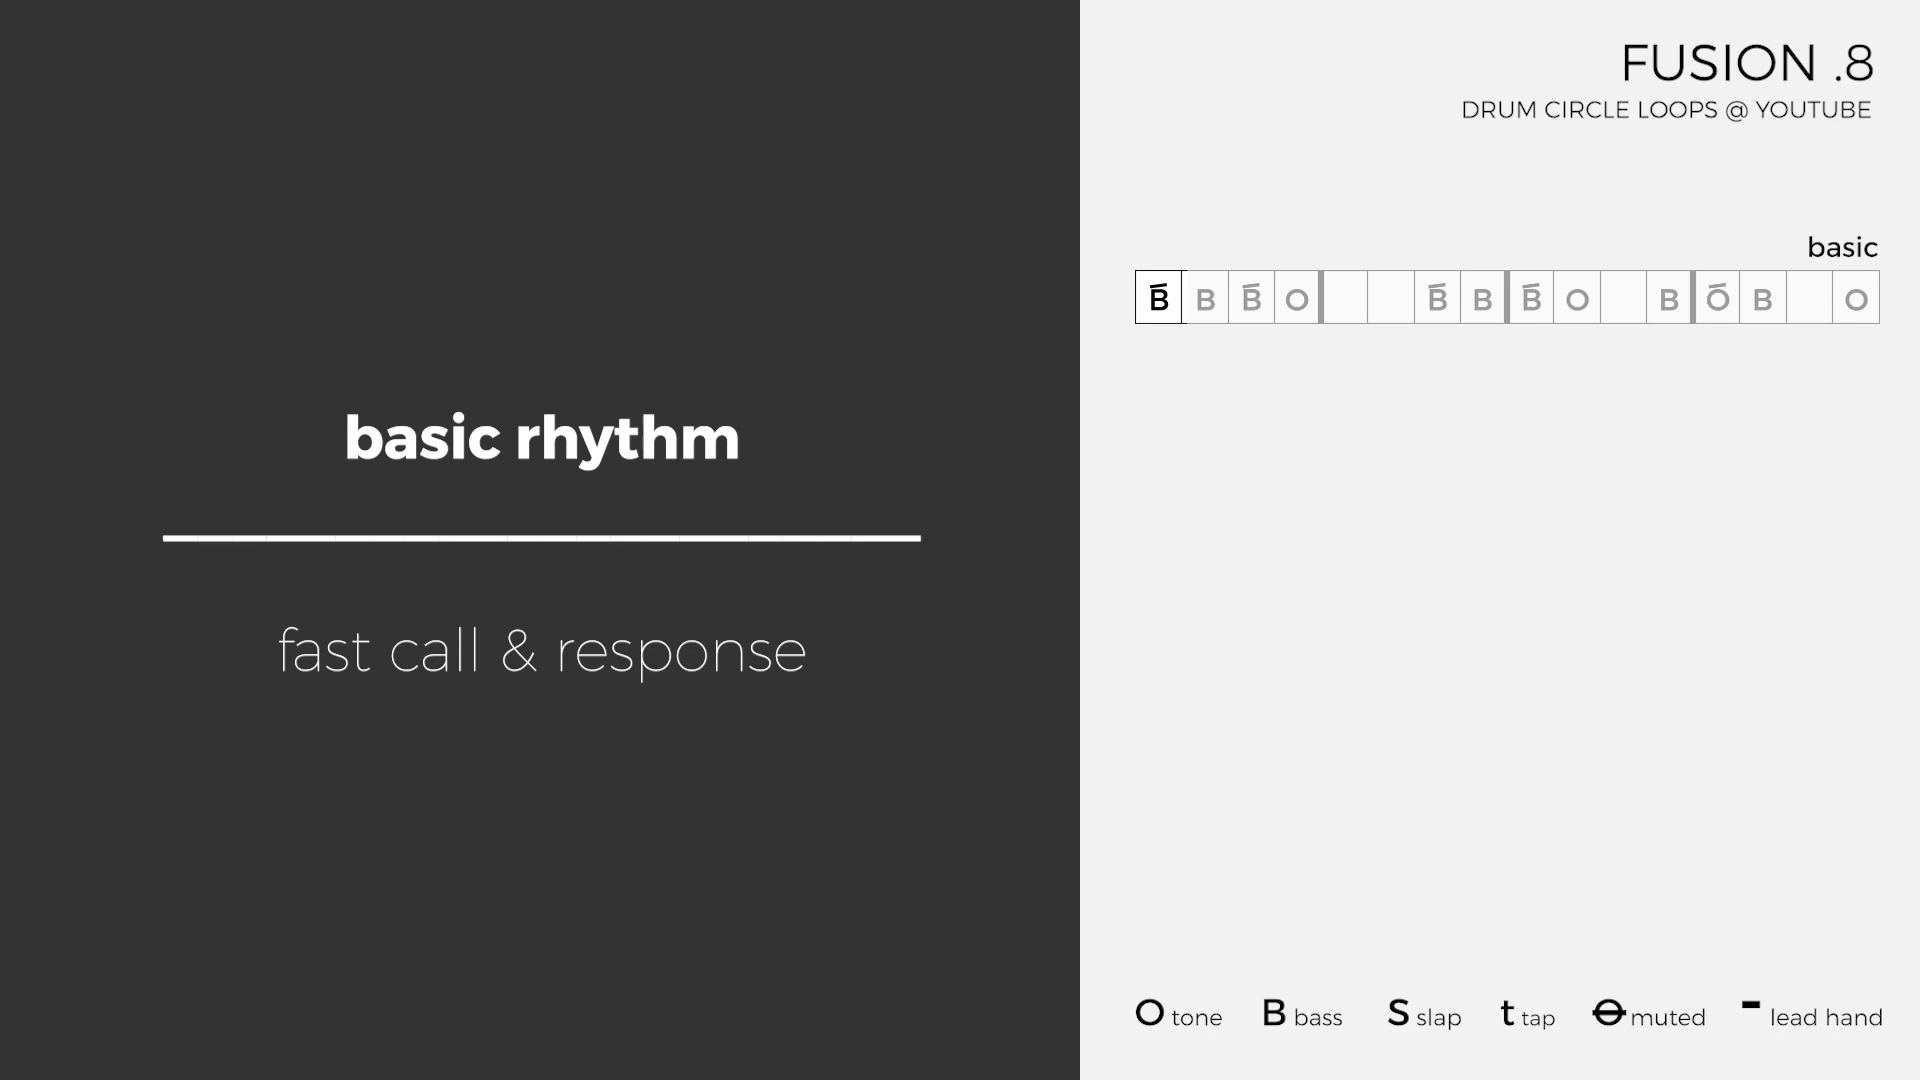 basic rhythm
fast call & response
FUSION .8
DRUM CIRCLE LOOPS @ YOUTUBE
basic
B̄ B B̄ O B̄ B B̄ O B Ō B O
O tone B bass S slap t tap O̶ muted - lead hand